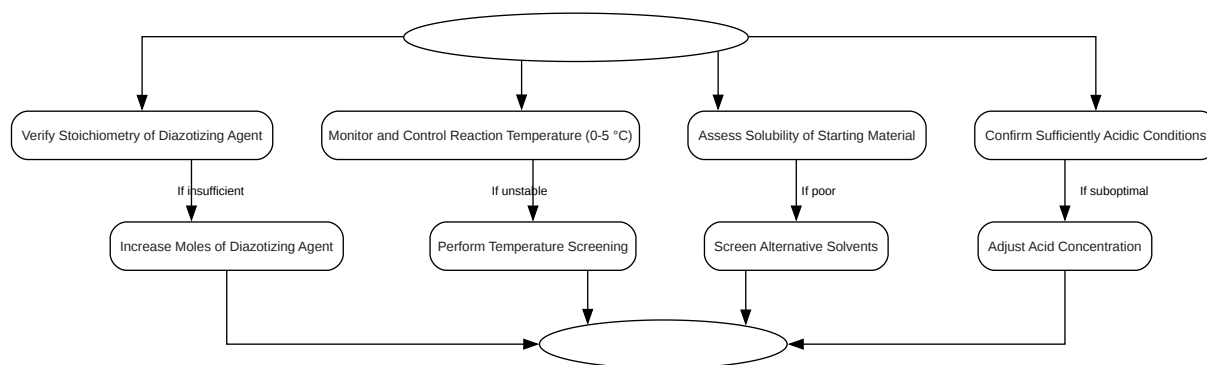 Verify Stoichiometry of Diazotizing Agent
Monitor and Control Reaction Temperature (0-5 °C)
Assess Solubility of Starting Material
Confirm Sufficiently Acidic Conditions
If insufficient
If unstable
If poor
If suboptimal
Increase Moles of Diazotizing Agent
Perform Temperature Screening
Screen Alternative Solvents
Adjust Acid Concentration